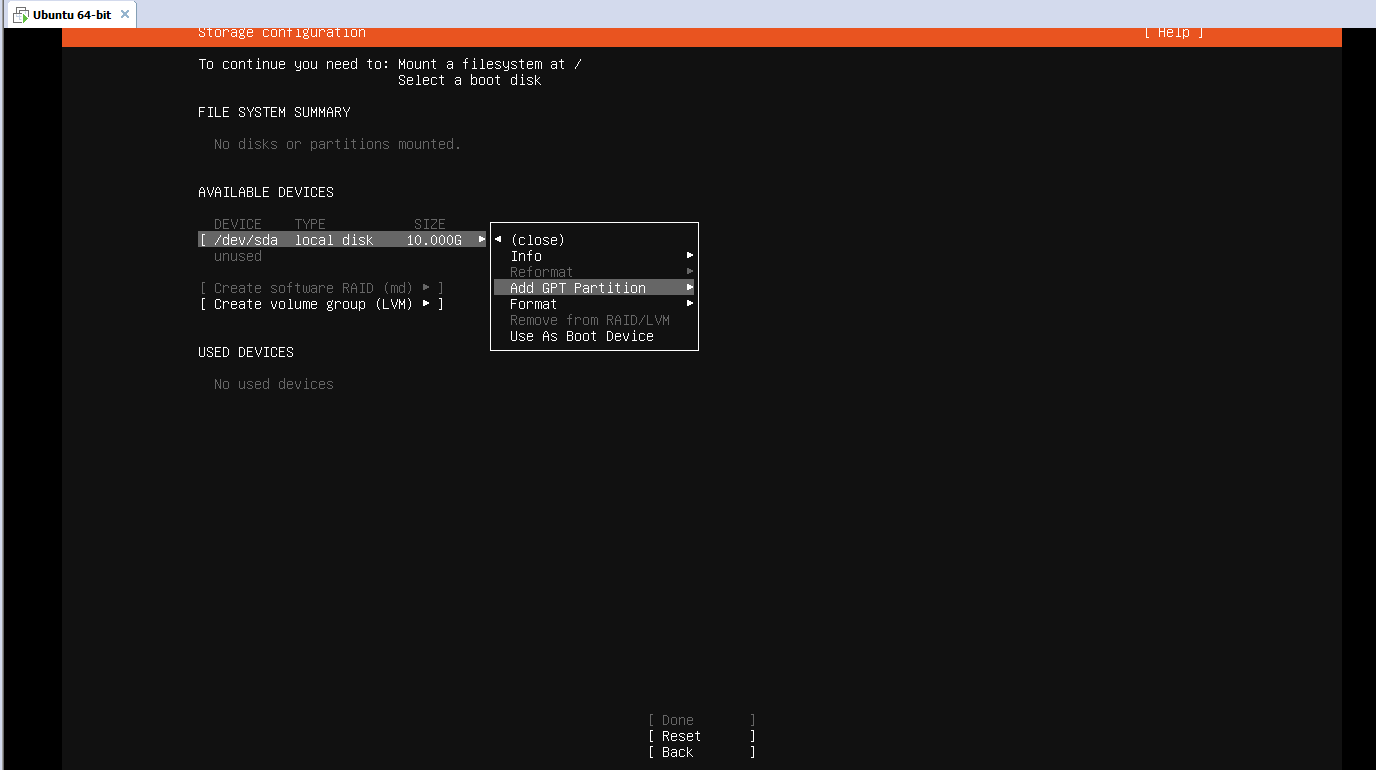 Ubuntu 64-bit
Storage configuration [ Help ]
To continue you need to: Mount a filesystem at /
Select a boot disk
FILE SYSTEM SUMMARY
No disks or partitions mounted.
AVAILABLE DEVICES
DEVICE TYPE SIZE
[ /dev/sda local disk 10.000G ▸
unused
[ Create software RAID (md) ▸ ]
[ Create volume group (LVM) ▸ ]
◂ (close)
Info ▸
Reformat ▸
Add GPT Partition ▸
Format ▸
Remove from RAID/LVM
Use As Boot Device
USED DEVICES
No used devices
[ Done ]
[ Reset ]
[ Back ]